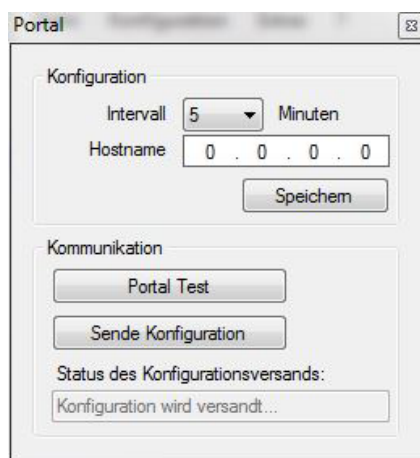 Portal
Konfiguration
Intervall 5 Minuten
Hostname 0 . 0 . 0 . 0
Speichern
Kommunikation
Portal Test
Sende Konfiguration
Status des Konfigurationsversands:
Konfiguration wird versandt...